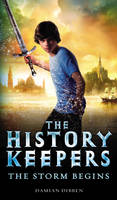 THE
HISTORY
KEEPERS
THE STORM BEGINS
DAMIAN DIBBEN